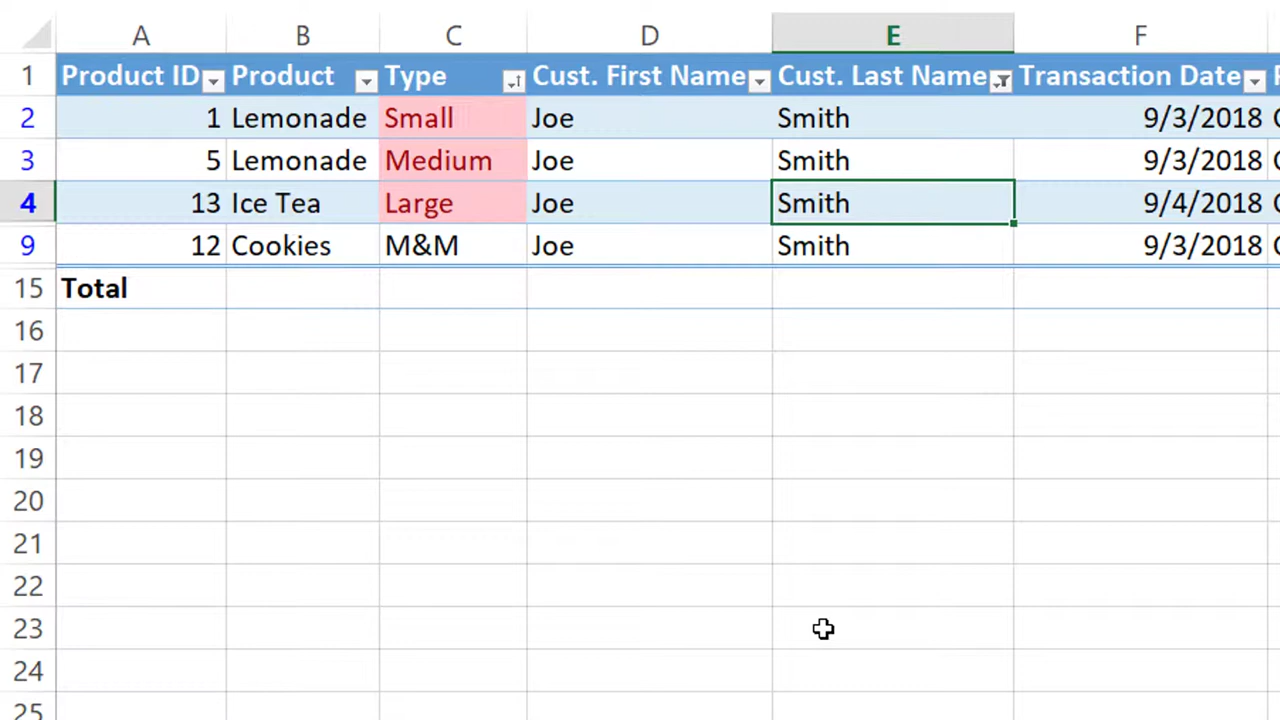 A B C D E F
1 Product ID Product Type Cust. First Name Cust. Last Name Transaction Date
2 1 Lemonade Small Joe Smith 9/3/2018
3 5 Lemonade Medium Joe Smith 9/3/2018
4 13 Ice Tea Large Joe Smith 9/4/2018
9 12 Cookies M&M Joe Smith 9/3/2018
15 Total
16
17
18
19
20
21
22
23
24
25